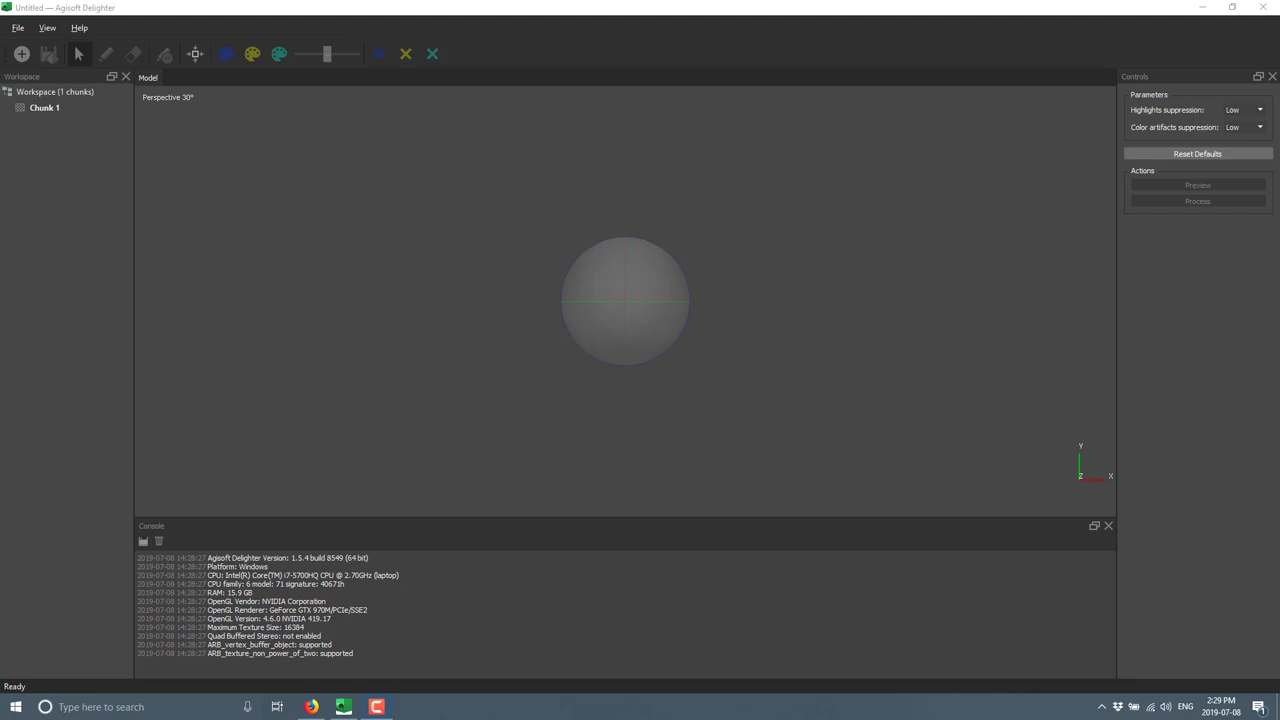 Untitled — Agisoft Delighter
File View Help
Workspace
Workspace (1 chunks)
Chunk 1
Model
Perspective 30°
Y
Z X
Controls
Parameters
Highlights suppression: Low
Color artifacts suppression: Low
Reset Defaults
Actions
Preview
Process
Console
2019-07-08 14:28:27 Agisoft Delighter Version: 1.5.4 build 8549 (64 bit)
2019-07-08 14:28:27 Platform: Windows
2019-07-08 14:28:27 CPU: Intel(R) Core(TM) i7-5700HQ CPU @ 2.70GHz (laptop)
2019-07-08 14:28:27 CPU family: 6 model: 71 signature: 40671h
2019-07-08 14:28:27 RAM: 15.9 GB
2019-07-08 14:28:27 OpenGL Vendor: NVIDIA Corporation
2019-07-08 14:28:27 OpenGL Renderer: GeForce GTX 970M/PCIe/SSE2
2019-07-08 14:28:27 OpenGL Version: 4.6.0 NVIDIA 419.17
2019-07-08 14:28:27 Maximum Texture Size: 16384
2019-07-08 14:28:27 Quad Buffered Stereo: not enabled
2019-07-08 14:28:27 ARB_vertex_buffer_object: supported
2019-07-08 14:28:27 ARB_texture_non_power_of_two: supported
Ready
Type here to search
ENG
2:29 PM
2019-07-08
1